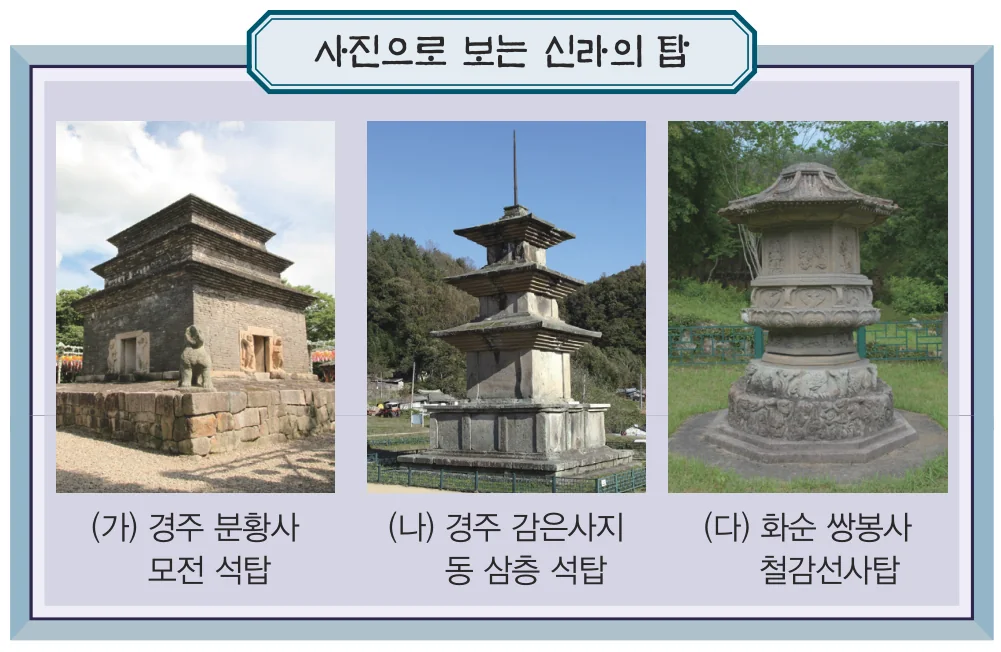 사진으로 보는 신라의 탑
(가) 경주 분황사
모전 석탑
(나) 경주 감은사지
동 삼층 석탑
(다) 화순 쌍봉사
철감선사탑